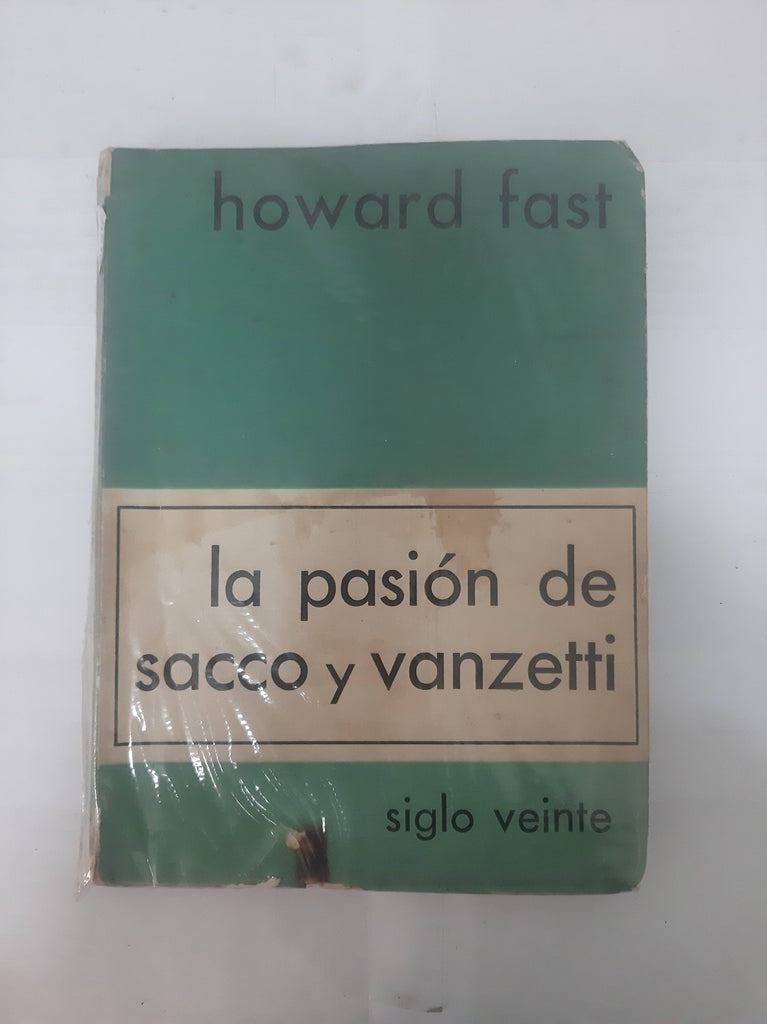 howard fast
la pasión de
sacco y vanzetti
siglo veinte